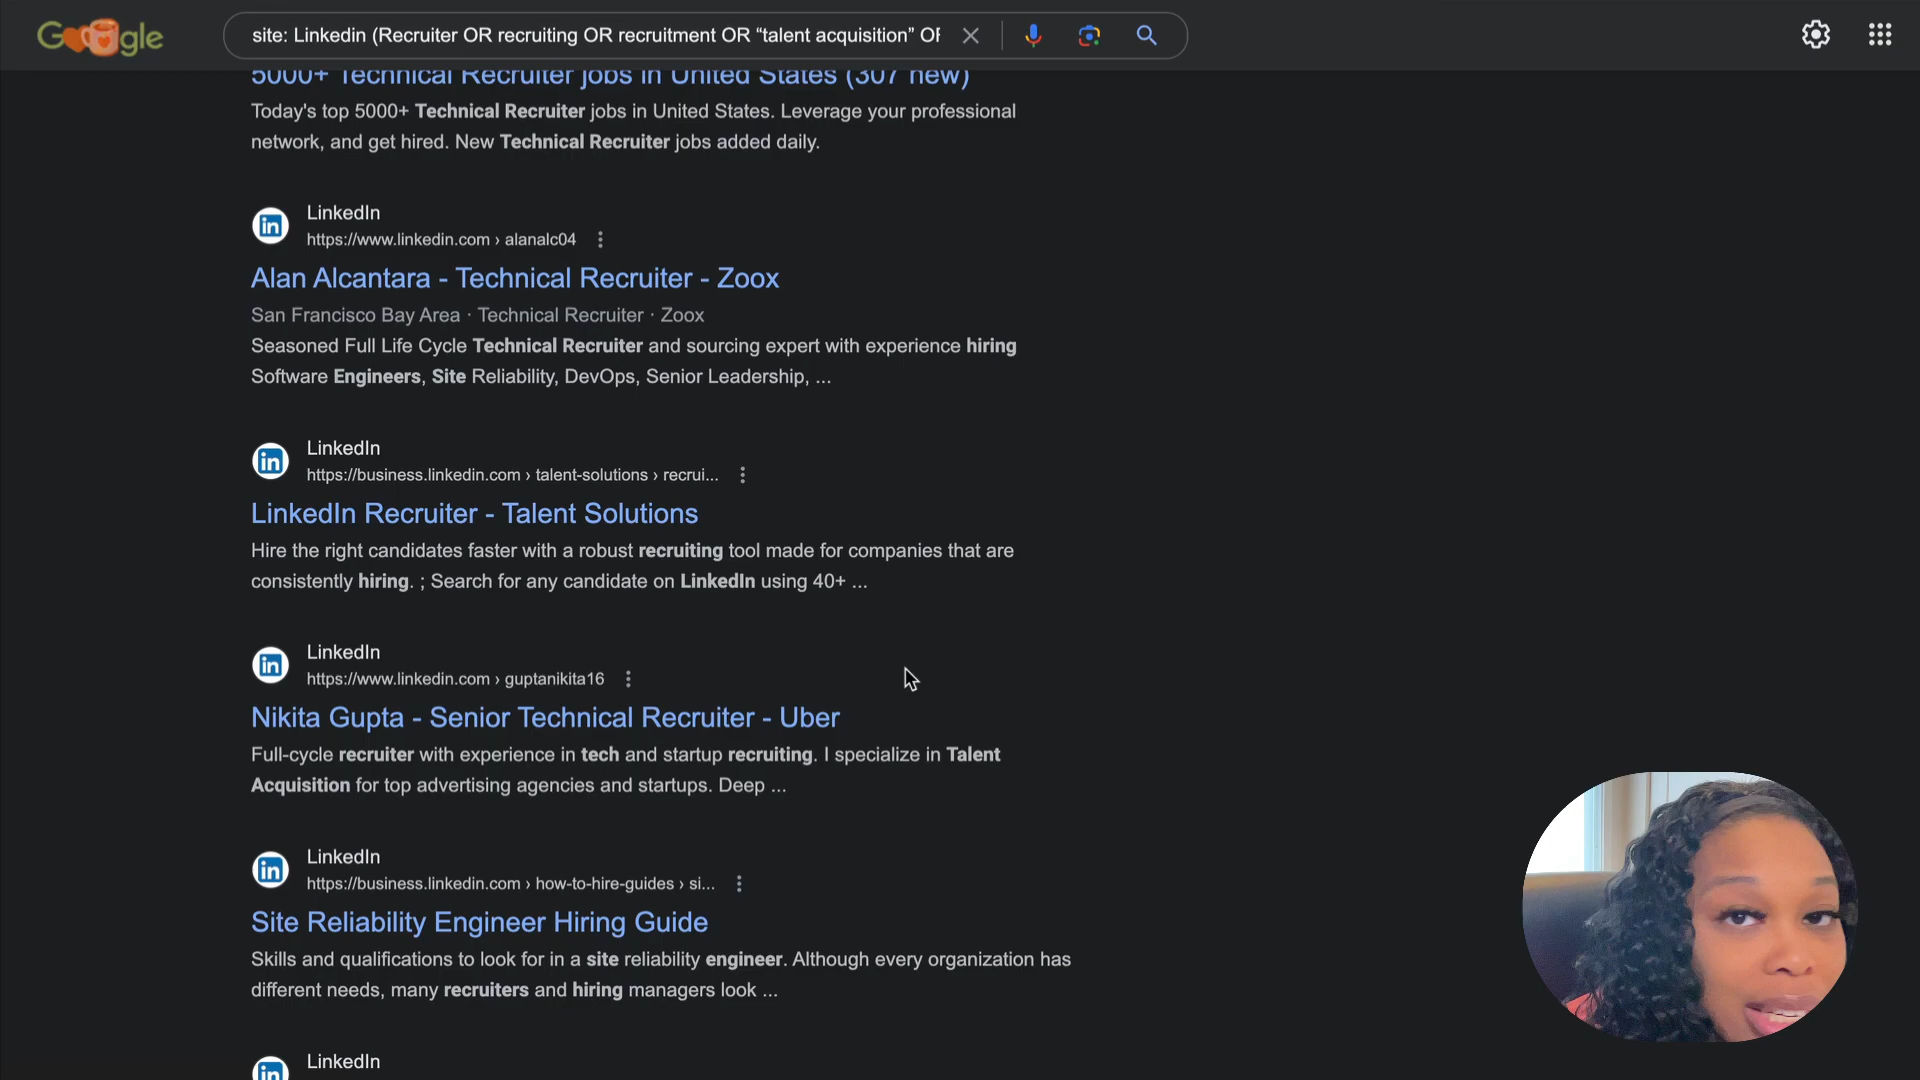 Google
site: Linkedin (Recruiter OR recruiting OR recruitment OR “talent acquisition” OR
5000+ Technical Recruiter jobs in United States (307 new)
Today's top 5000+ Technical Recruiter jobs in United States. Leverage your professional
network, and get hired. New Technical Recruiter jobs added daily.
LinkedIn
https://www.linkedin.com › alanalc04
Alan Alcantara - Technical Recruiter - Zoox
San Francisco Bay Area · Technical Recruiter · Zoox
Seasoned Full Life Cycle Technical Recruiter and sourcing expert with experience hiring
Software Engineers, Site Reliability, DevOps, Senior Leadership, ...
LinkedIn
https://business.linkedin.com › talent-solutions › recrui...
LinkedIn Recruiter - Talent Solutions
Hire the right candidates faster with a robust recruiting tool made for companies that are
consistently hiring. ; Search for any candidate on LinkedIn using 40+ ...
LinkedIn
https://www.linkedin.com › guptanikita16
Nikita Gupta - Senior Technical Recruiter - Uber
Full-cycle recruiter with experience in tech and startup recruiting. I specialize in Talent
Acquisition for top advertising agencies and startups. Deep ...
LinkedIn
https://business.linkedin.com › how-to-hire-guides › si...
Site Reliability Engineer Hiring Guide
Skills and qualifications to look for in a site reliability engineer. Although every organization has
different needs, many recruiters and hiring managers look ...
LinkedIn